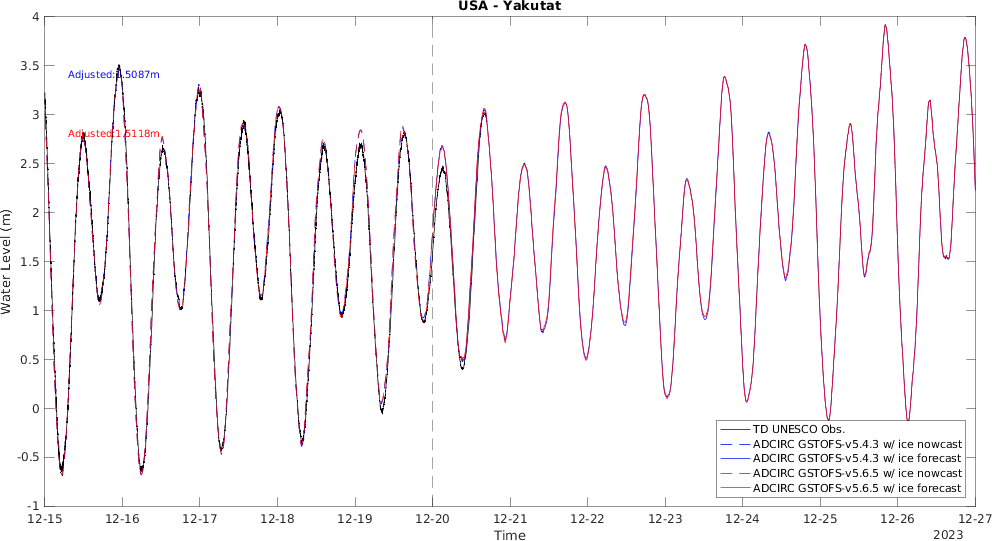 USA - Yakutat
4
3.5
3
2.5
2
1.5
1
0.5
0
-0.5
-1
Water Level (m)
Adjusted:1.5087m
Adjusted:1.5118m
12-15 12-16 12-17 12-18 12-19 12-20 12-21 12-22 12-23 12-24 12-25 12-26 12-27
Time
2023
TD UNESCO Obs.
ADCIRC GSTOFS-v5.4.3 w/ ice nowcast
ADCIRC GSTOFS-v5.4.3 w/ ice forecast
ADCIRC GSTOFS-v5.6.5 w/ ice nowcast
ADCIRC GSTOFS-v5.6.5 w/ ice forecast